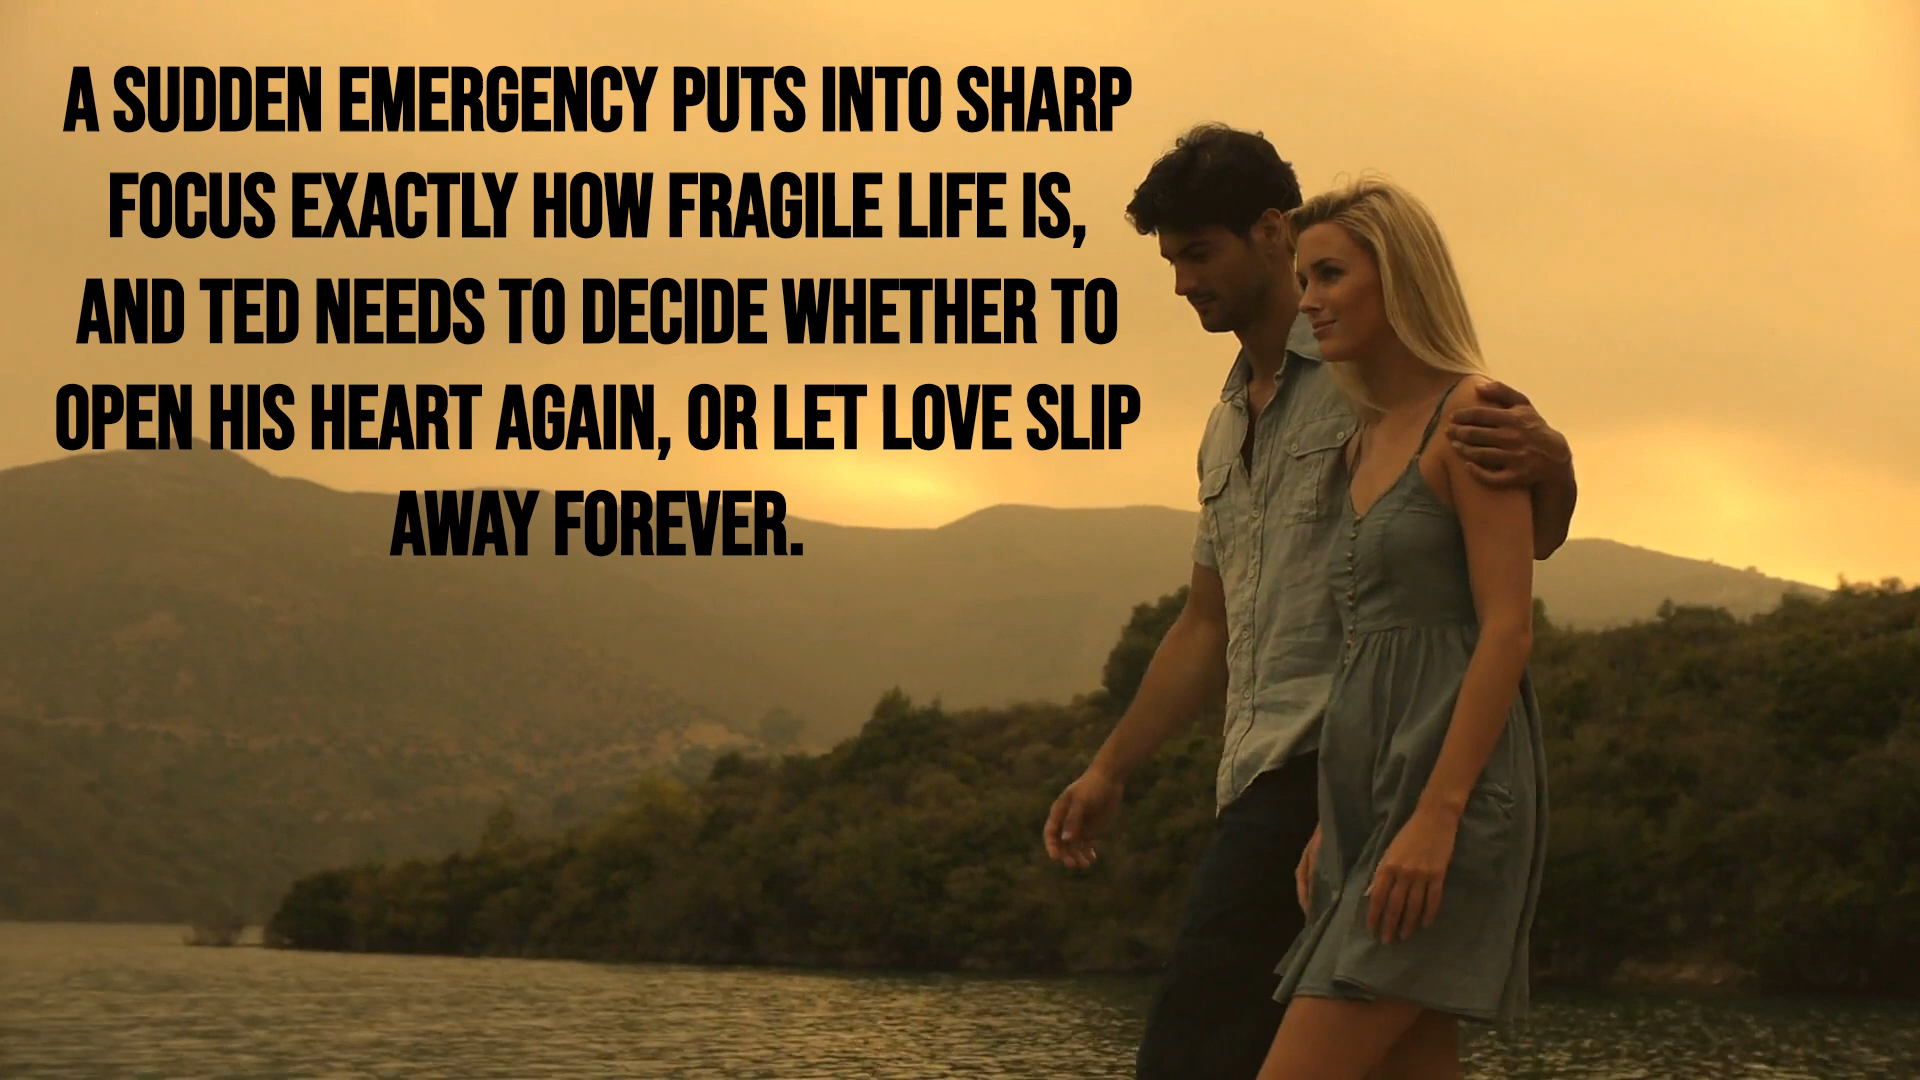 A SUDDEN EMERGENCY PUTS INTO SHARP
FOCUS EXACTLY HOW FRAGILE LIFE IS,
AND TED NEEDS TO DECIDE WHETHER TO
OPEN HIS HEART AGAIN, OR LET LOVE SLIP
AWAY FOREVER.